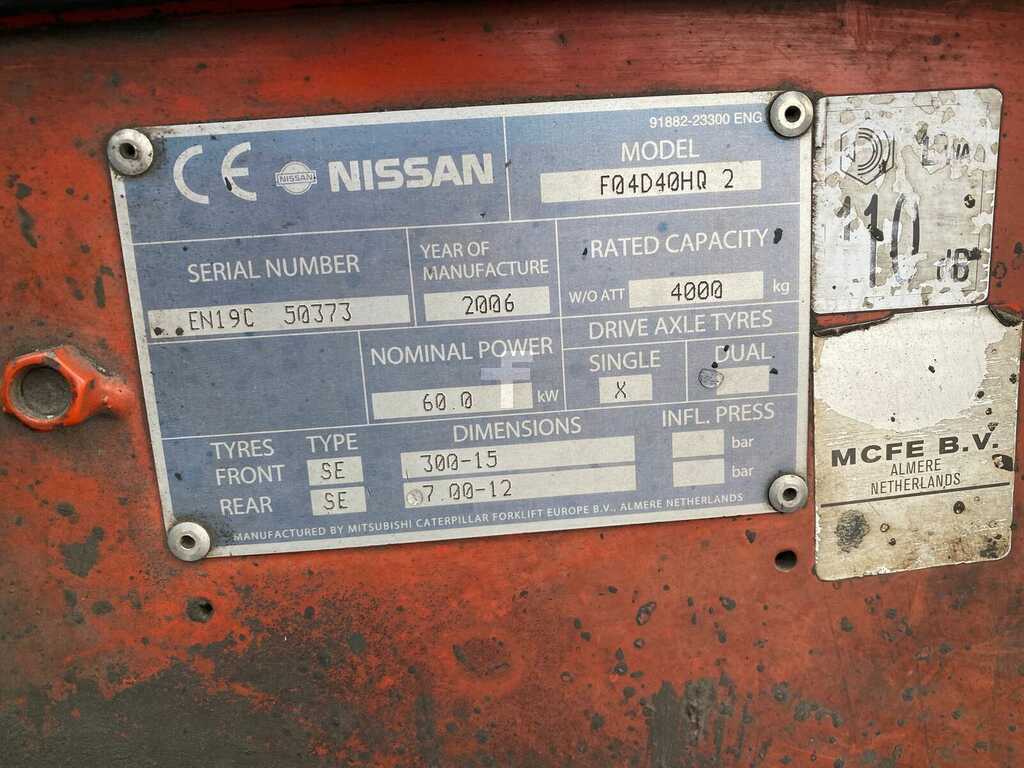 91882-23300 ENG
CE NISSAN NISSAN
MODEL
F04D40HQ 2
SERIAL NUMBER
EN19C 50373
YEAR OF
MANUFACTURE
2006
RATED CAPACITY
W/O ATT 4000 kg
NOMINAL POWER
60.0 kW
DRIVE AXLE TYRES
SINGLE DUAL
X
TYRES TYPE DIMENSIONS INFL. PRESS
FRONT SE 300-15 bar
REAR SE 7.00-12 bar
MANUFACTURED BY MITSUBISHI CATERPILLAR FORKLIFT EUROPE B.V., ALMERE NETHERLANDS
110
dB
MCFE B.V.
ALMERE
NETHERLANDS